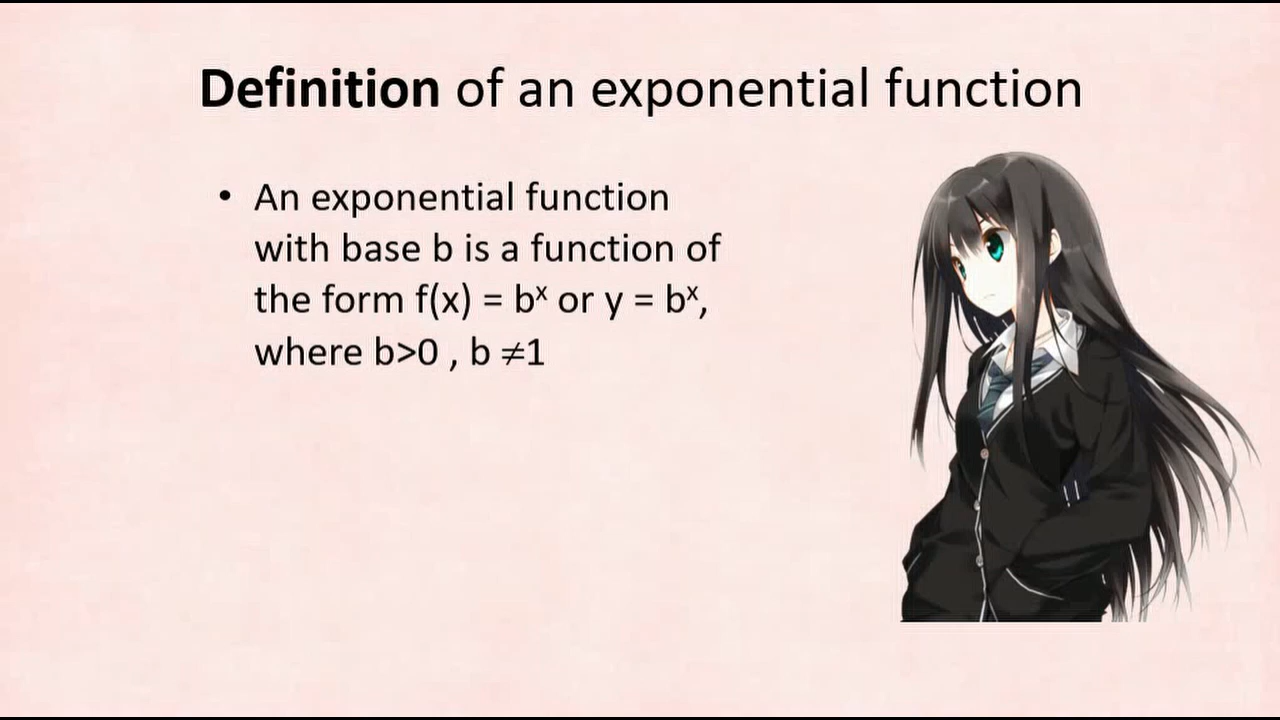 Definition of an exponential function
• An exponential function
with base b is a function of
the form f(x) = bˣ or y = bˣ,
where b>0 , b ≠1